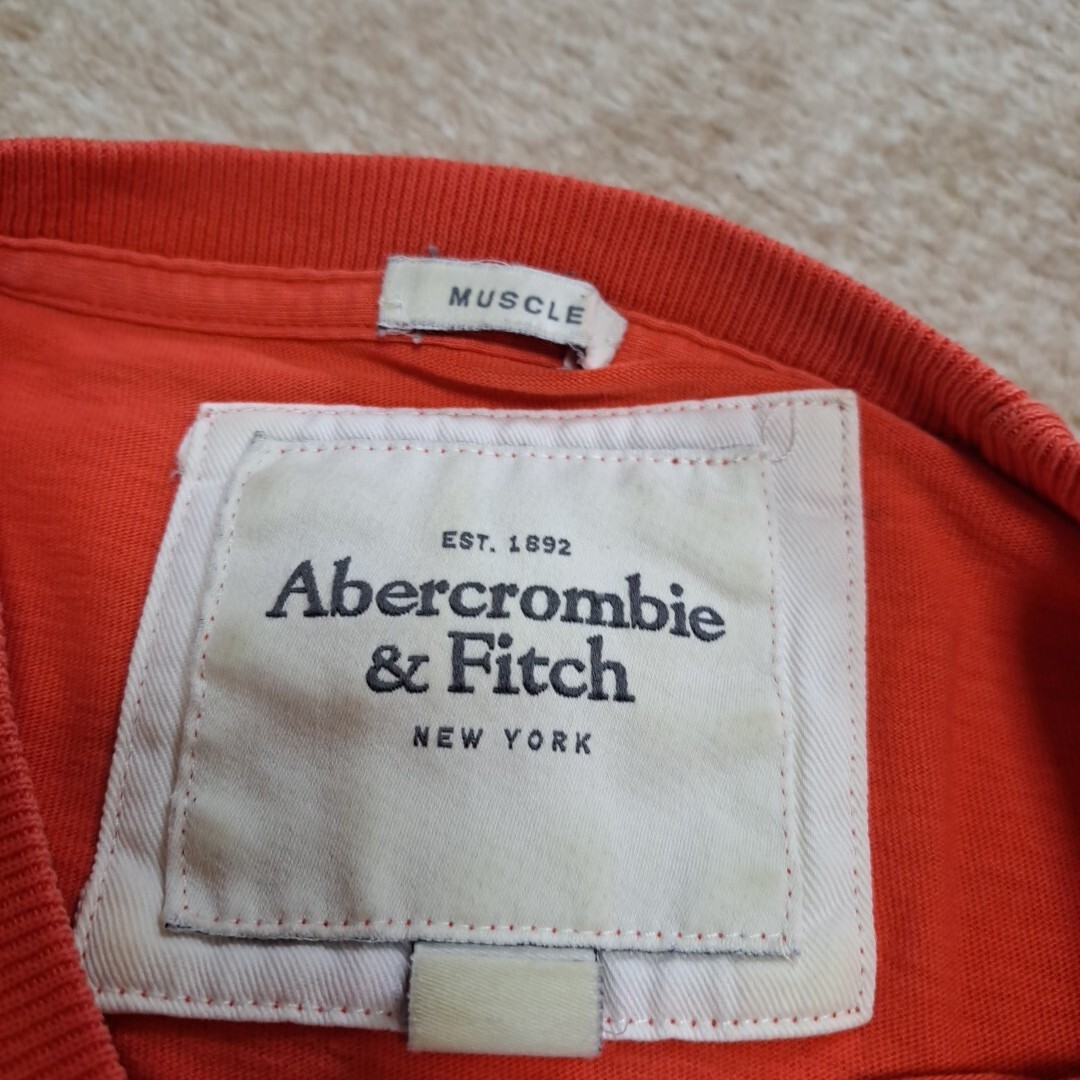 MUSCLE
EST. 1892
Abercrombie
& Fitch
NEW YORK